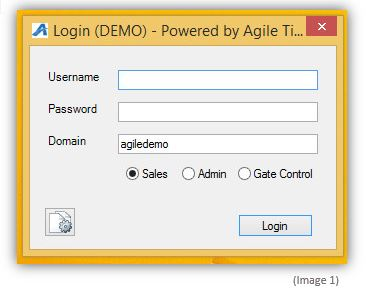 Login (DEMO) - Powered by Agile Ti...
Username
Password
Domain
agiledemo
Sales Admin Gate Control
Login
(Image 1)